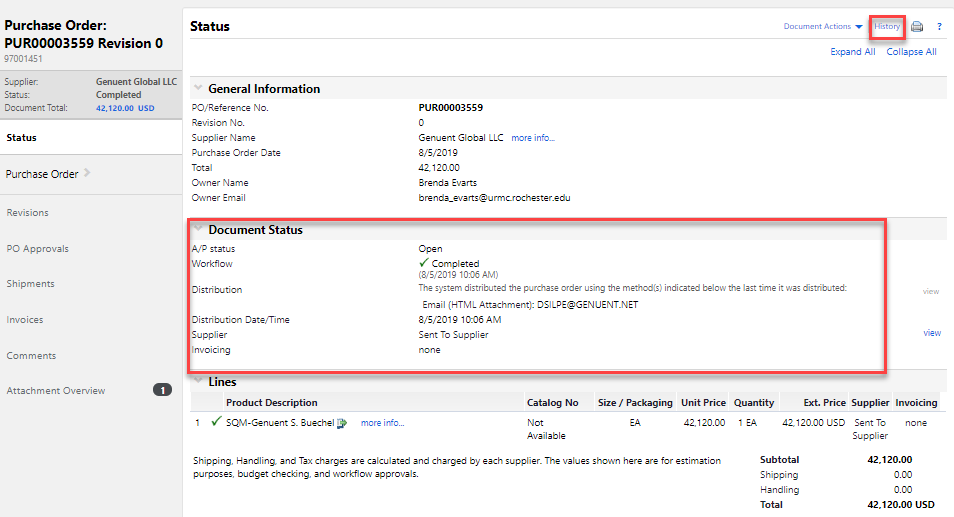 Purchase Order:
PUR00003559 Revision 0
97001451
Supplier: Genuent Global LLC
Status: Completed
Document Total: 42,120.00 USD
Status
Purchase Order
Revisions
PO Approvals
Shipments
Invoices
Comments
Attachment Overview 1
Status
Document Actions History ?
Expand All Collapse All
General Information
PO/Reference No. PUR00003559
Revision No. 0
Supplier Name Genuent Global LLC more info...
Purchase Order Date 8/5/2019
Total 42,120.00
Owner Name Brenda Evarts
Owner Email brenda_evarts@urmc.rochester.edu
Document Status
A/P status Open
Workflow Completed
(8/5/2019 10:06 AM)
Distribution The system distributed the purchase order using the method(s) indicated below the last time it was distributed: view
Email (HTML Attachment): DSILPE@GENUENT.NET
Distribution Date/Time 8/5/2019 10:06 AM
Supplier Sent To Supplier view
Invoicing none
Lines
Product Description Catalog No Size / Packaging Unit Price Quantity Ext. Price Supplier Invoicing
1 SQM-Genuent S. Buechel more info... Not EA 42,120.00 1 EA 42,120.00 USD Sent To none
Available Supplier
Shipping, Handling, and Tax charges are calculated and charged by each supplier. The values shown here are for estimation
purposes, budget checking, and workflow approvals.
Subtotal 42,120.00
Shipping 0.00
Handling 0.00
Total 42,120.00 USD